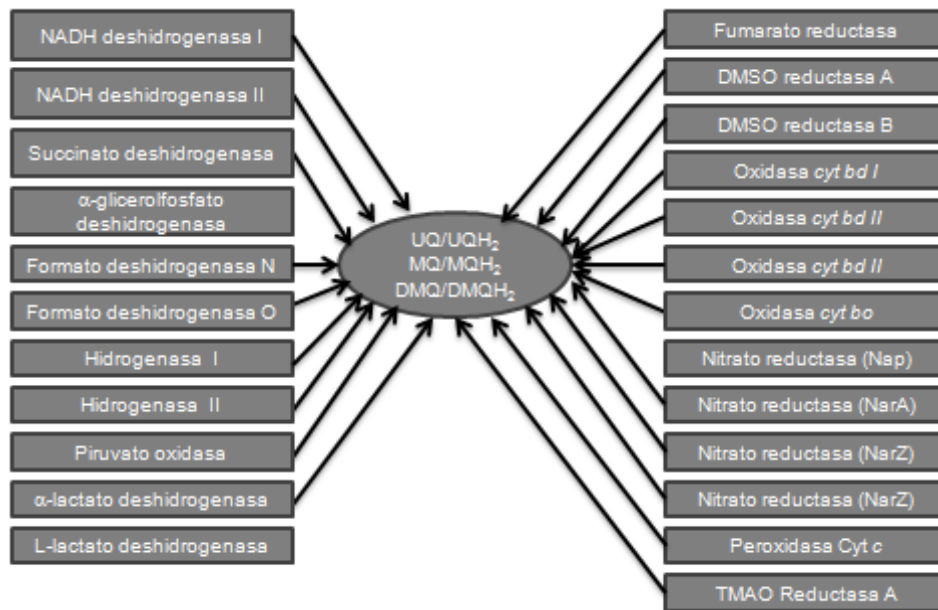 NADH deshidrogenasa I
NADH deshidrogenasa II
Succinato deshidrogenasa
α-glicerolfosfato
deshidrogenasa
Formato deshidrogenasa N
Formato deshidrogenasa O
Hidrogenasa I
Hidrogenasa II
Piruvato oxidasa
α-lactato deshidrogenasa
L-lactato deshidrogenasa
UQ/UQH₂
MQ/MQH₂
DMQ/DMQH₂
Fumarato reductasa
DMSO reductasa A
DMSO reductasa B
Oxidasa cyt bd I
Oxidasa cyt bd II
Oxidasa cyt bd II
Oxidasa cyt bo
Nitrato reductasa (Nap)
Nitrato reductasa (NarA)
Nitrato reductasa (NarZ)
Nitrato reductasa (NarZ)
Peroxidasa Cyt c
TMAO Reductasa A